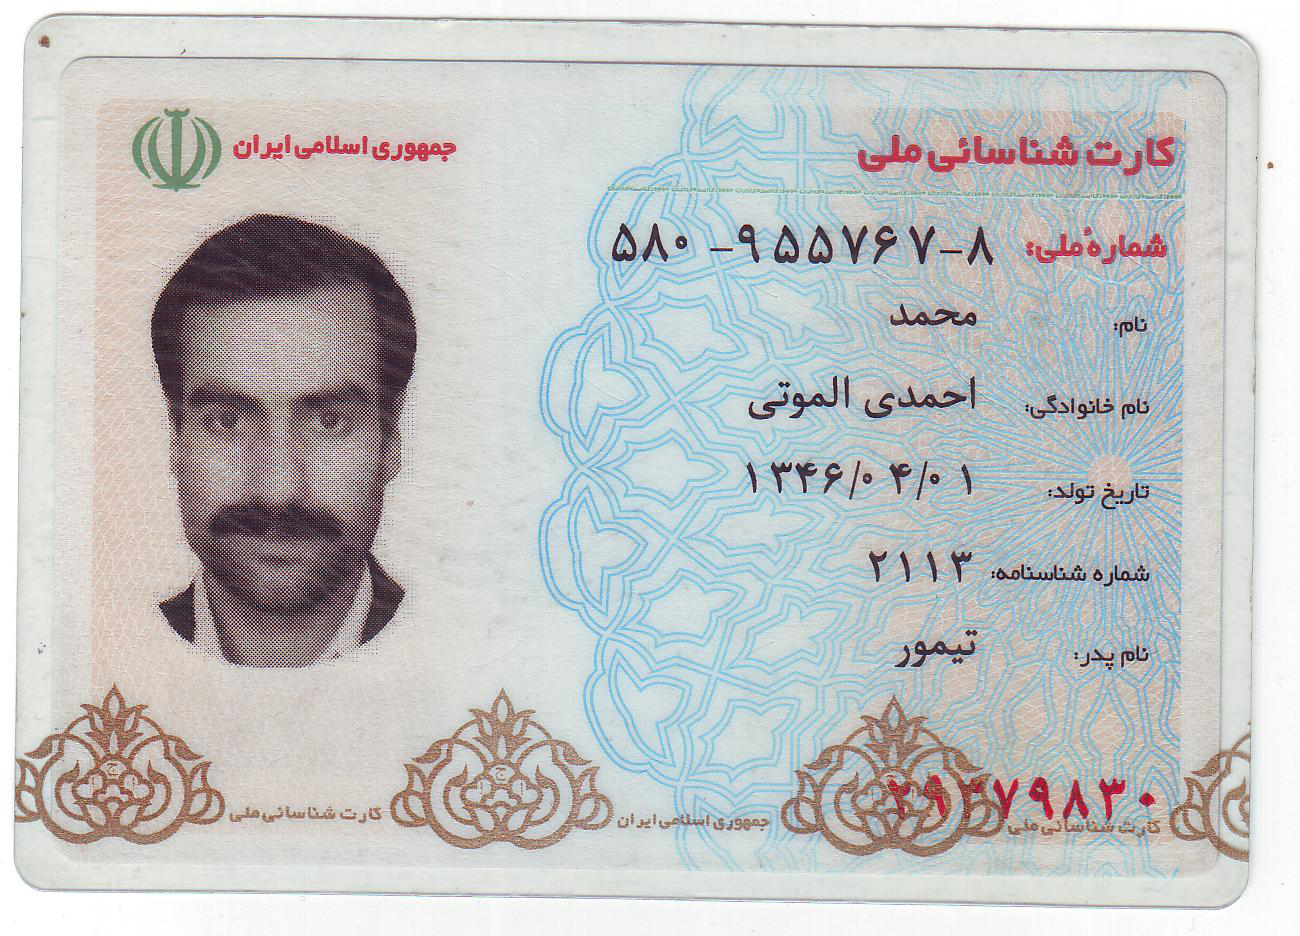 کارت شناسائی ملی
جمهوری اسلامی ایران
شمارهٔ ملی: ۵۸۰-۹۵۵۷۶۷-۸
نام: محمد
نام خانوادگی: احمدی الموتی
تاریخ تولد: ۱۳۴۶/۰۴/۰۱
شماره شناسنامه: ۲۱۱۳
نام پدر: تیمور
کارت شناسائی ملی
جمهوری اسلامی ایران
کارت شناسائی ملی